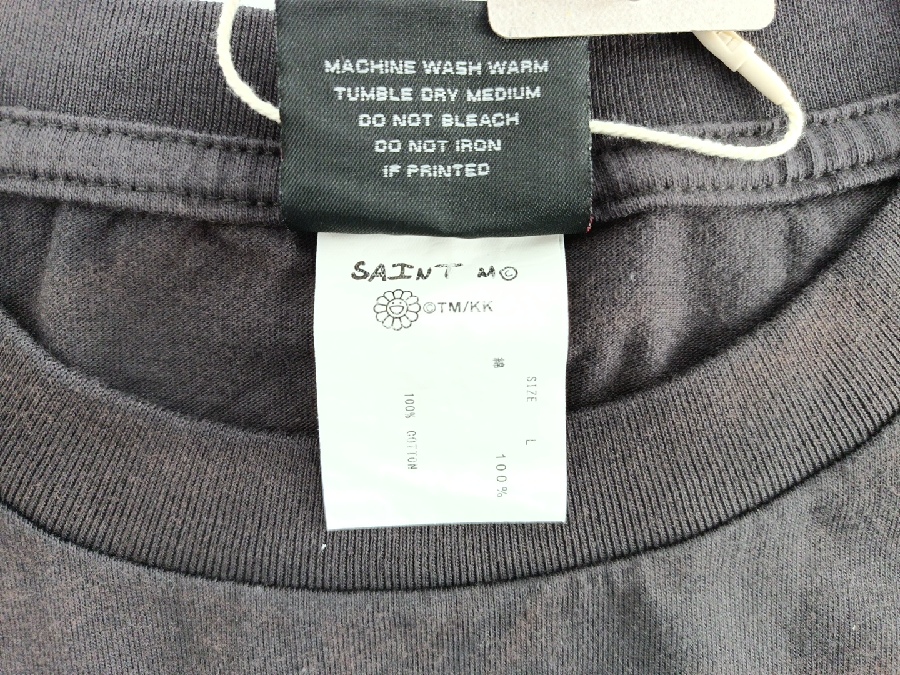 MACHINE WASH WARM
TUMBLE DRY MEDIUM
DO NOT BLEACH
DO NOT IRON
IF PRINTED
SAINT M©
©TM/KK
SIZE L
綿 100%
100% COTTON